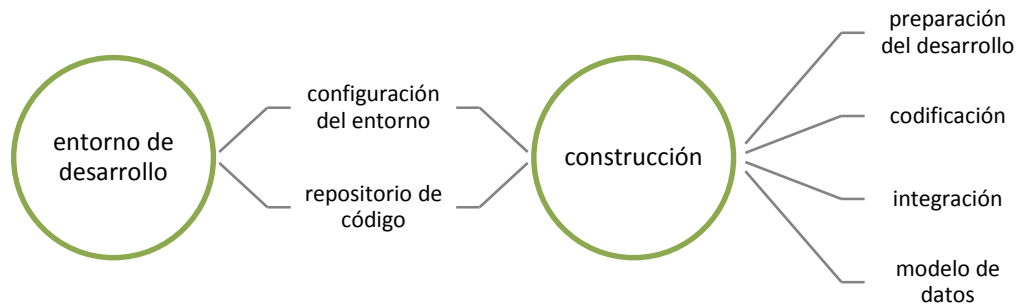 entorno de
desarrollo
configuración
del entorno
repositorio de
código
construcción
preparación
del desarrollo
codificación
integración
modelo de
datos